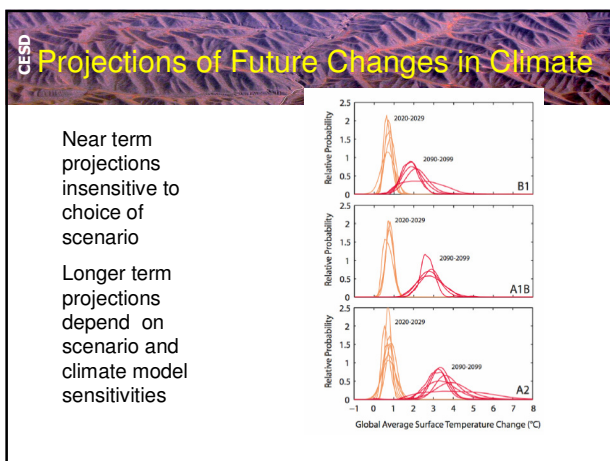 CESD
Projections of Future Changes in Climate
Near term
projections
insensitive to
choice of
scenario
Longer term
projections
depend on
scenario and
climate model
sensitivities
2.5
2
1.5
1
0.5
0
Relative Probability
2020-2029
2090-2099
B1
2.5
2
1.5
1
0.5
0
Relative Probability
2020-2029
2090-2099
A1B
2.5
2
1.5
1
0.5
0
Relative Probability
2020-2029
2090-2099
A2
−1 0 1 2 3 4 5 6 7 8
Global Average Surface Temperature Change (°C)